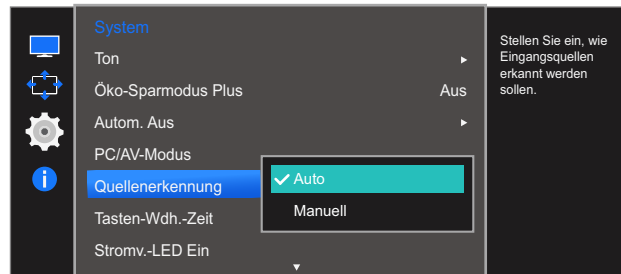 System
Ton
Öko-Sparmodus Plus Aus
Autom. Aus
PC/AV-Modus
Quellenerkennung
Auto
Manuell
Tasten-Wdh.-Zeit
Stromv.-LED Ein
Stellen Sie ein, wie
Eingangsquellen
erkannt werden
sollen.